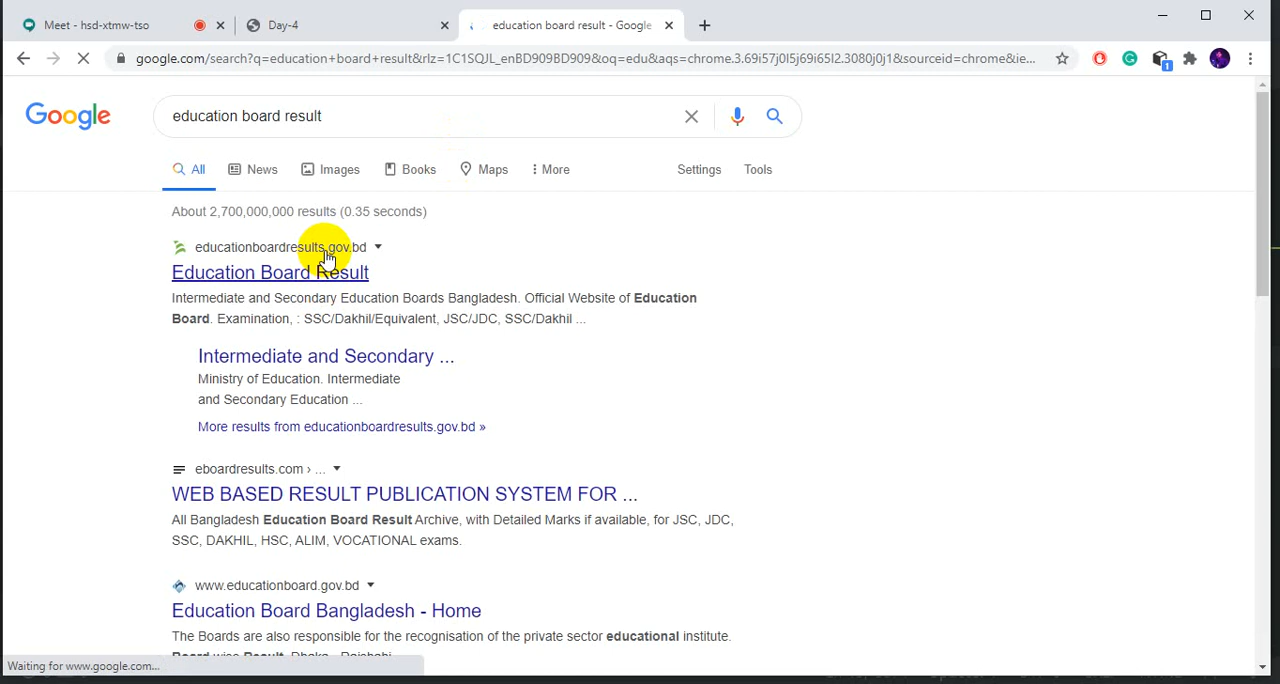 Meet - hsd-xtmw-tso
Day-4
education board result - Google
google.com/search?q=education+board+result&rlz=1C1SQJL_enBD909BD909&oq=edu&aqs=chrome.3.69i57j0l5j69i65l2.3080j0j1&sourceid=chrome&ie...
1
Google
education board result
All
News
Images
Books
Maps
More
Settings
Tools
About 2,700,000,000 results (0.35 seconds)
educationboardresults.gov.bd
Education Board Result
Intermediate and Secondary Education Boards Bangladesh. Official Website of Education
Board. Examination, : SSC/Dakhil/Equivalent, JSC/JDC, SSC/Dakhil ...
Intermediate and Secondary ...
Ministry of Education. Intermediate
and Secondary Education ...
More results from educationboardresults.gov.bd »
eboardresults.com › ...
WEB BASED RESULT PUBLICATION SYSTEM FOR ...
All Bangladesh Education Board Result Archive, with Detailed Marks if available, for JSC, JDC,
SSC, DAKHIL, HSC, ALIM, VOCATIONAL exams.
www.educationboard.gov.bd
Education Board Bangladesh - Home
The Boards are also responsible for the recognisation of the private sector educational institute.
Board wise Result. Dhaka - Rajshahi
Waiting for www.google.com...